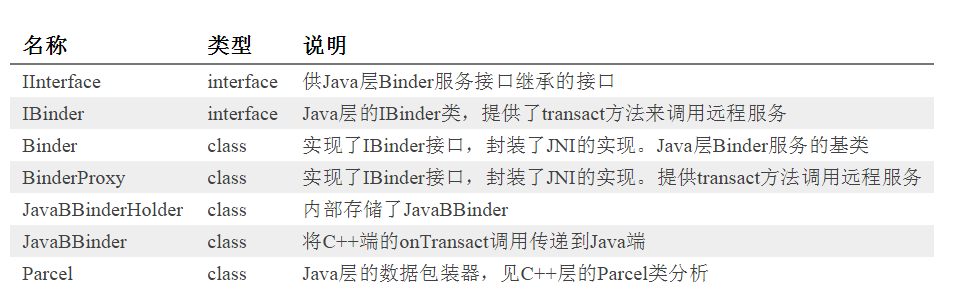 名称 类型 说明
IInterface interface 供Java层Binder服务接口继承的接口
IBinder interface Java层的IBinder类，提供了transact方法来调用远程服务
Binder class 实现了IBinder接口，封装了JNI的实现。Java层Binder服务的基类
BinderProxy class 实现了IBinder接口，封装了JNI的实现。提供transact方法调用远程服务
JavaBBinderHolder class 内部存储了JavaBBinder
JavaBBinder class 将C++端的onTransact调用传递到Java端
Parcel class Java层的数据包装器，见C++层的Parcel类分析